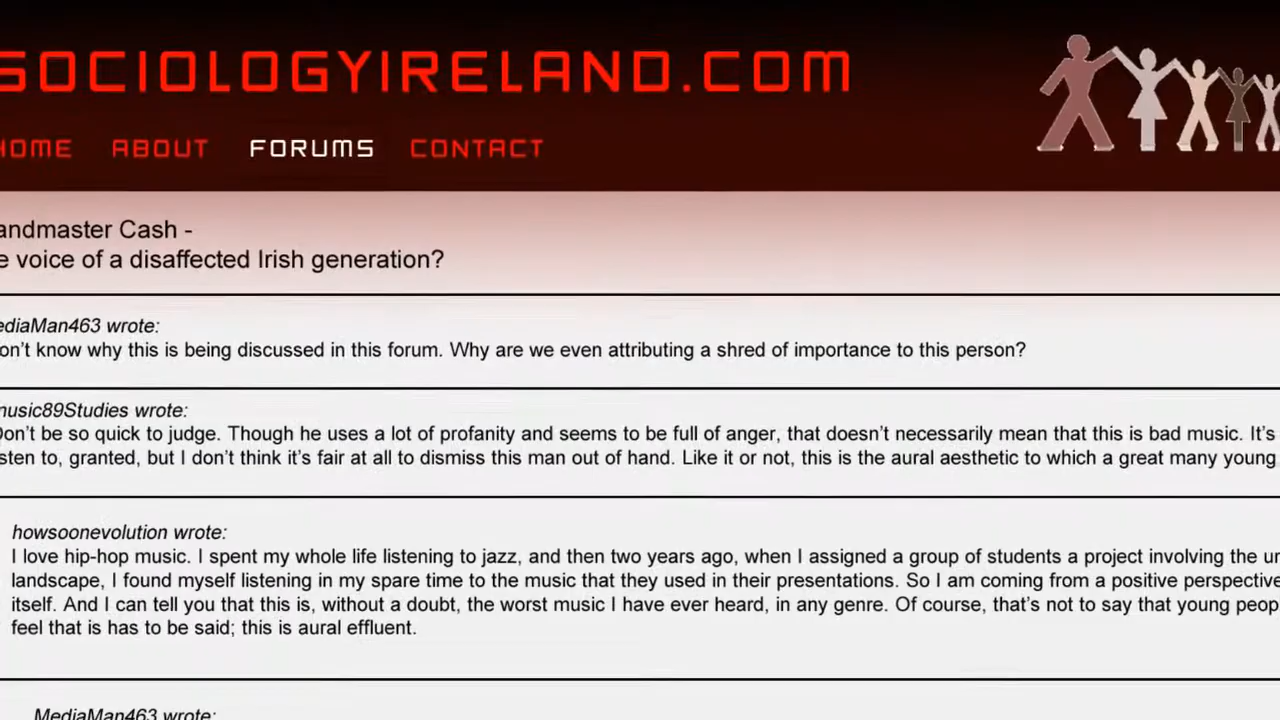 SOCIOLOGYIRELAND.COM
HOME ABOUT FORUMS CONTACT
andmaster Cash -
e voice of a disaffected Irish generation?
ediaMan463 wrote:
on't know why this is being discussed in this forum. Why are we even attributing a shred of importance to this person?
music89Studies wrote:
Don't be so quick to judge. Though he uses a lot of profanity and seems to be full of anger, that doesn't necessarily mean that this is bad music. It's
sten to, granted, but I don't think it's fair at all to dismiss this man out of hand. Like it or not, this is the aural aesthetic to which a great many young
howsoonevolution wrote:
I love hip-hop music. I spent my whole life listening to jazz, and then two years ago, when I assigned a group of students a project involving the ur
landscape, I found myself listening in my spare time to the music that they used in their presentations. So I am coming from a positive perspective
itself. And I can tell you that this is, without a doubt, the worst music I have ever heard, in any genre. Of course, that's not to say that young peop
feel that is has to be said; this is aural effluent.
MediaMan463 wrote: